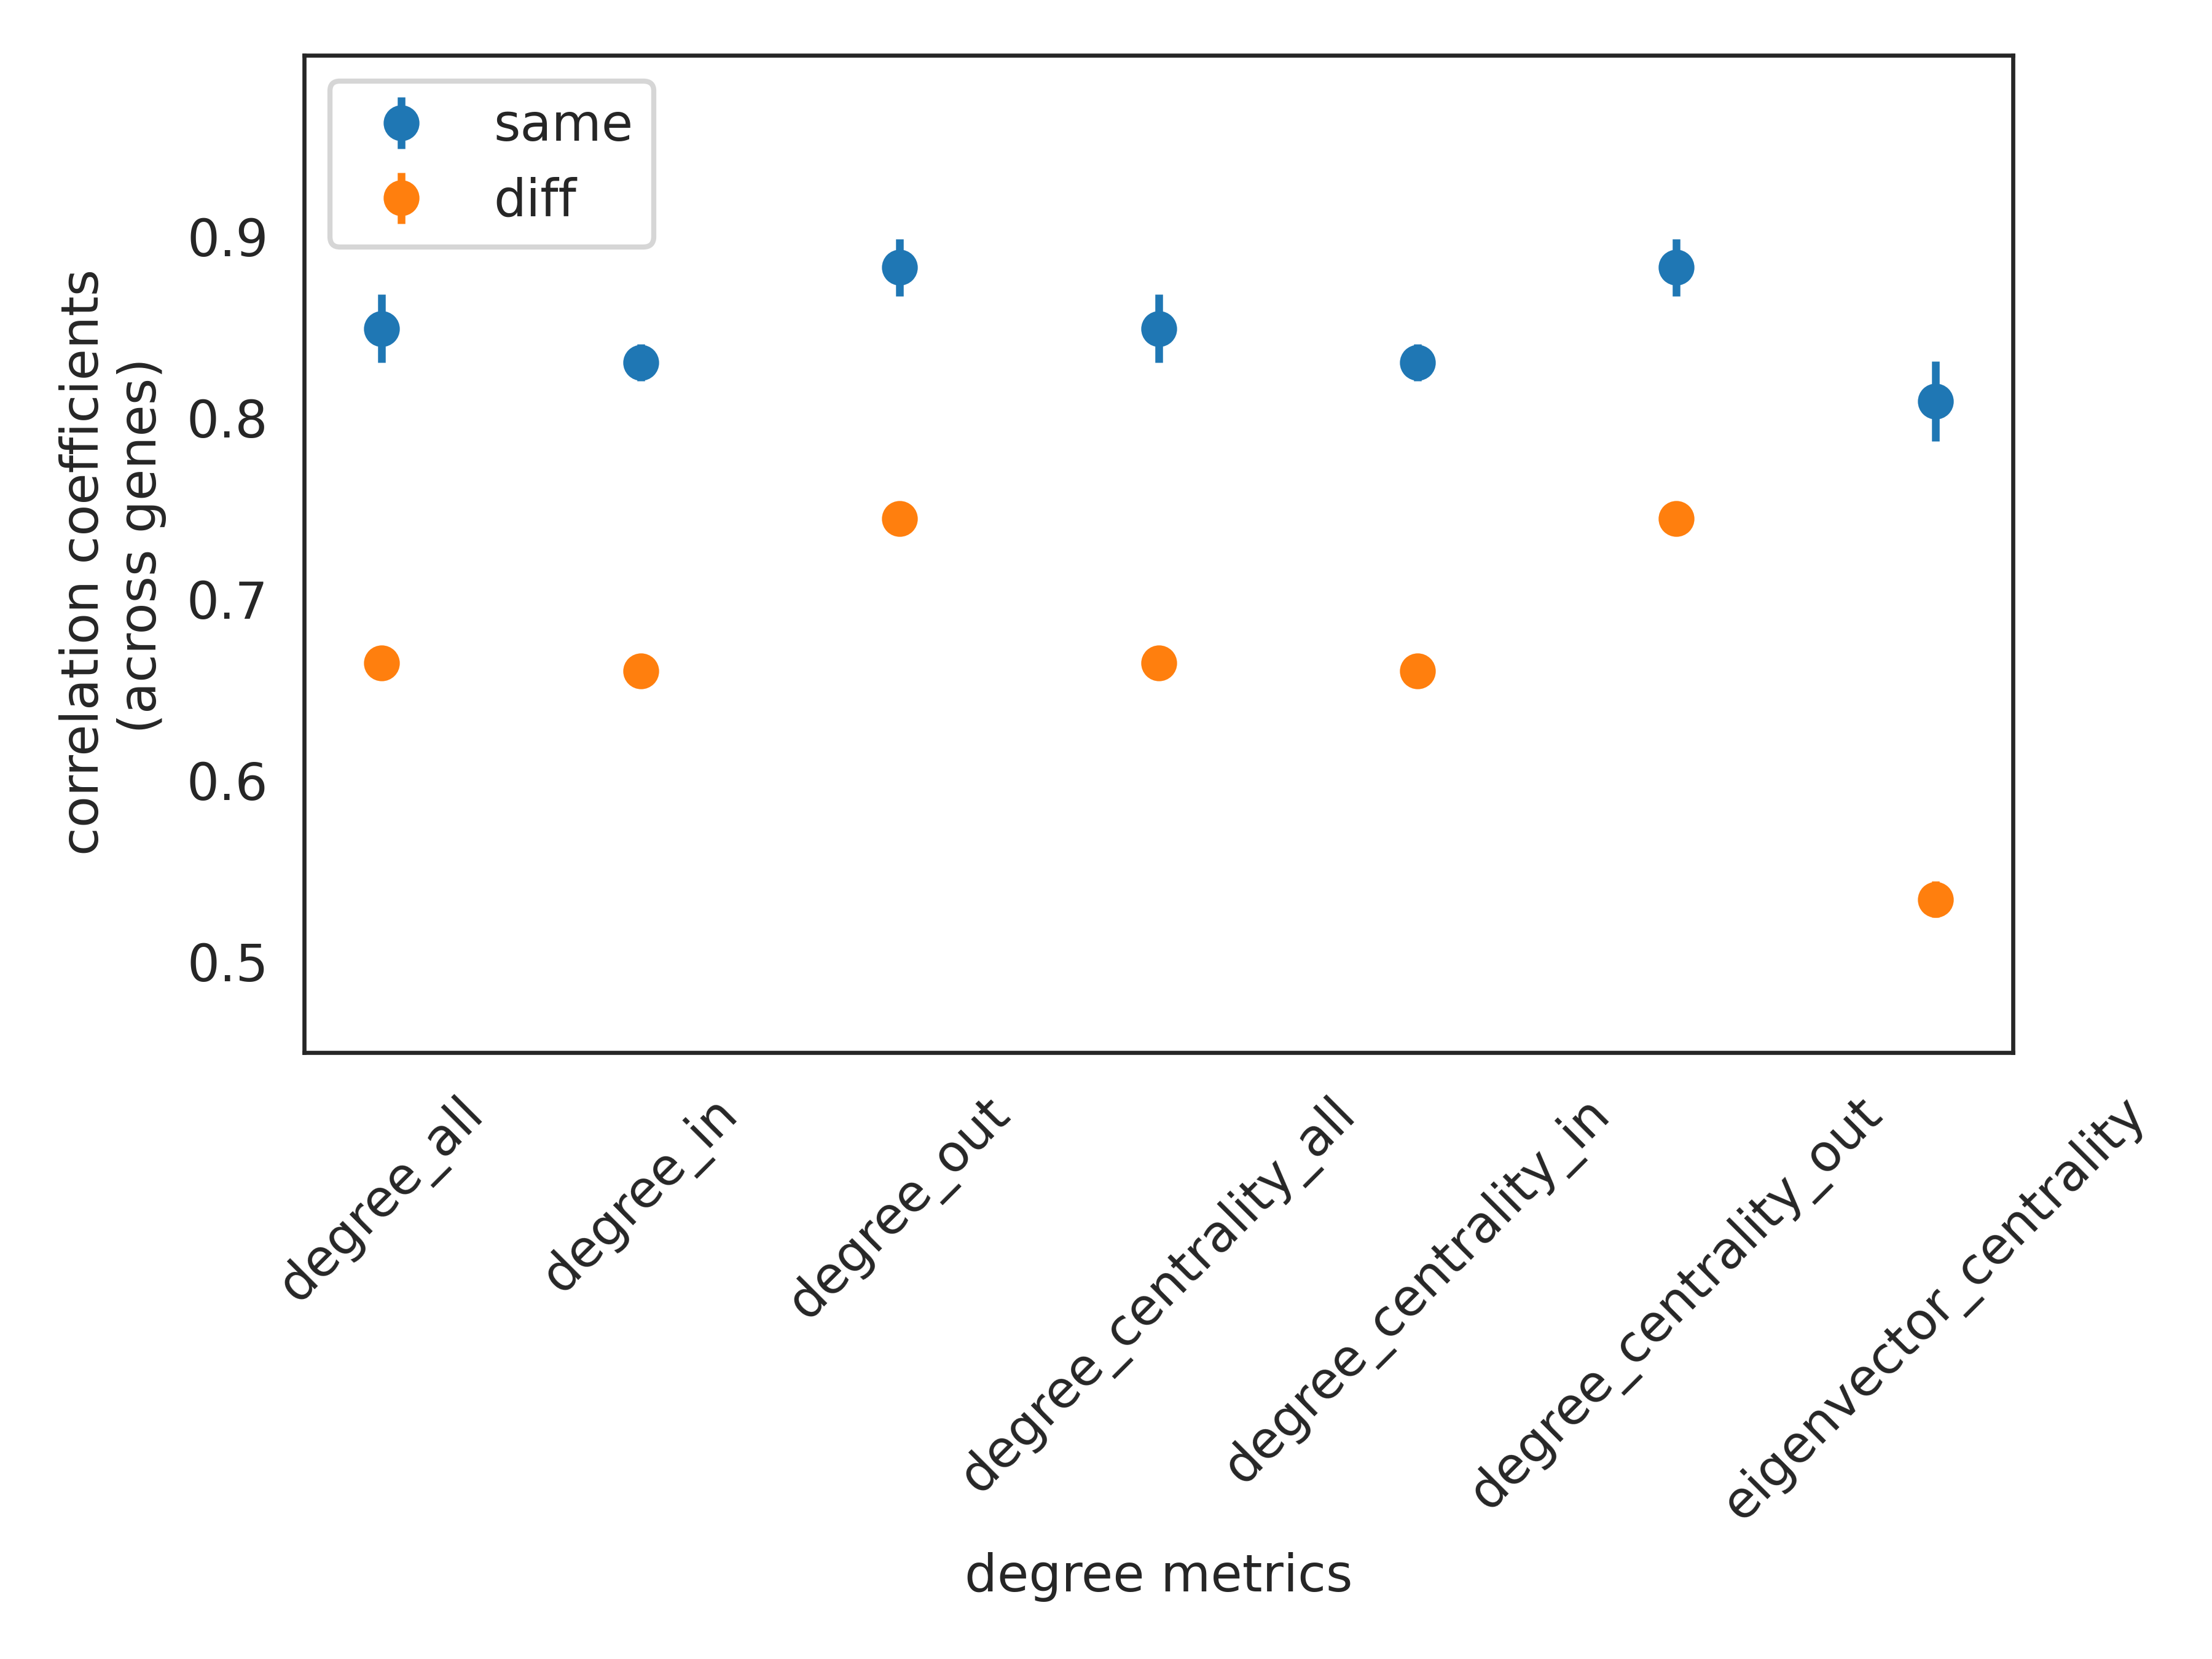 same
diff
0.9
0.8
0.7
0.6
0.5
correlation coefficients
(across genes)
degree_all
degree_in
degree_out
degree_centrality_all
degree_centrality_in
degree_centrality_out
eigenvector_centrality
degree metrics